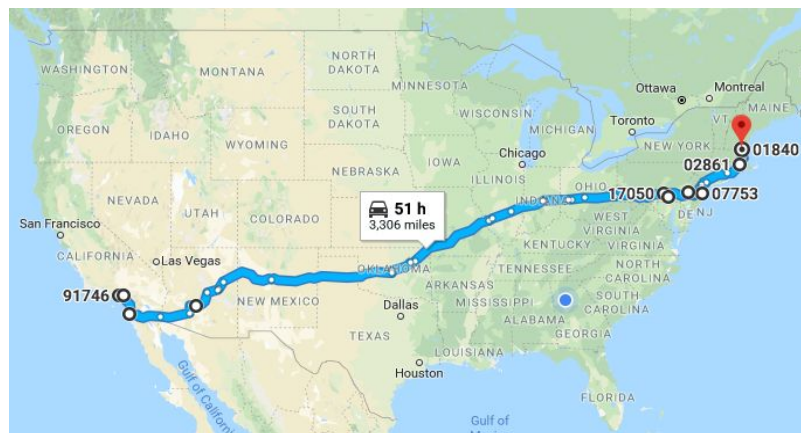 WASHINGTON
MONTANA
NORTH
DAKOTA
MINNESOTA
Ottawa
Montreal
MAINE
VT
OREGON
IDAHO
SOUTH
DAKOTA
WISCONSIN
Toronto
MICHIGAN
NEW YORK
01840
WYOMING
Chicago
IOWA
02861
NEBRASKA
ILLINOIS
OHIO
INDIANA
17050
07753
NEVADA
UTAH
COLORADO
51 h
3,306 miles
WEST
VIRGINIA
DE
NJ
San Francisco
KENTUCKY
VIRGINIA
CALIFORNIA
Las Vegas
OKLAHOMA
TENNESSEE
NORTH
CAROLINA
91746
NEW MEXICO
ARKANSAS
MISSISSIPPI
SOUTH
CAROLINA
Dallas
ALABAMA
GEORGIA
TEXAS
LOUISIANA
Houston
Gulf of California
FLORIDA
Gulf of